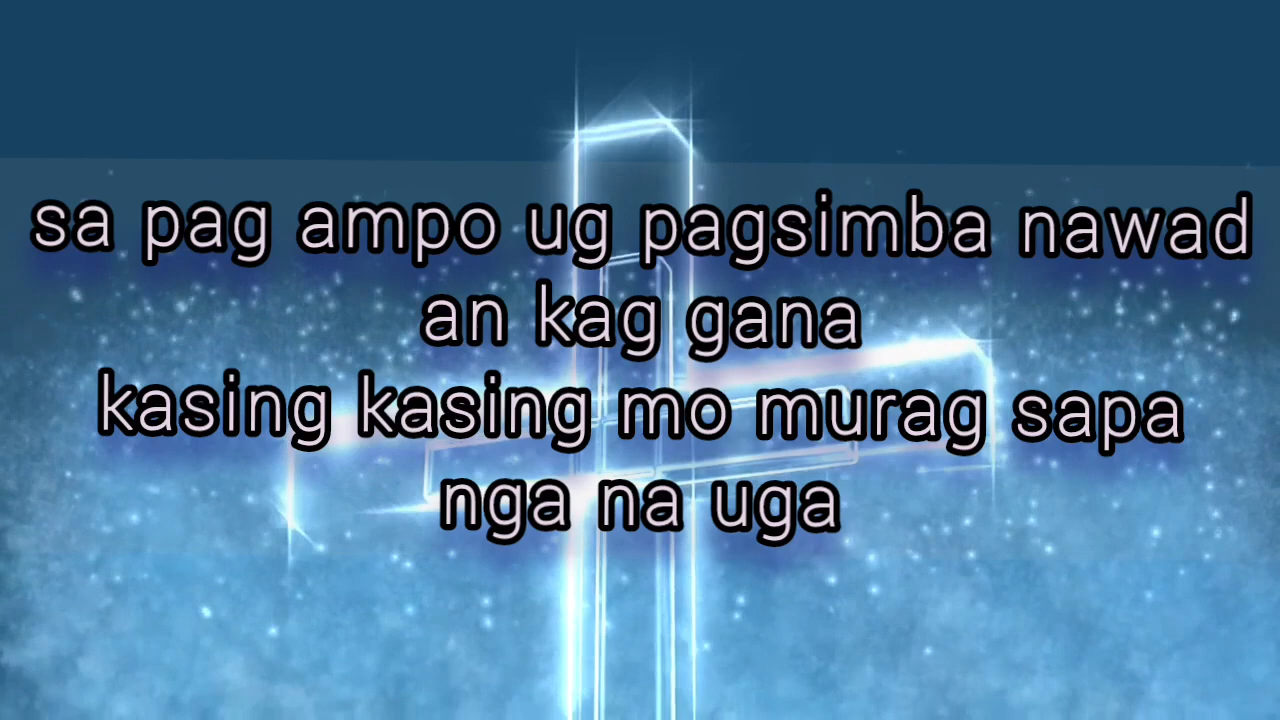 sa pag ampo ug pagsimba nawad
an kag gana
kasing kasing mo murag sapa
nga na uga